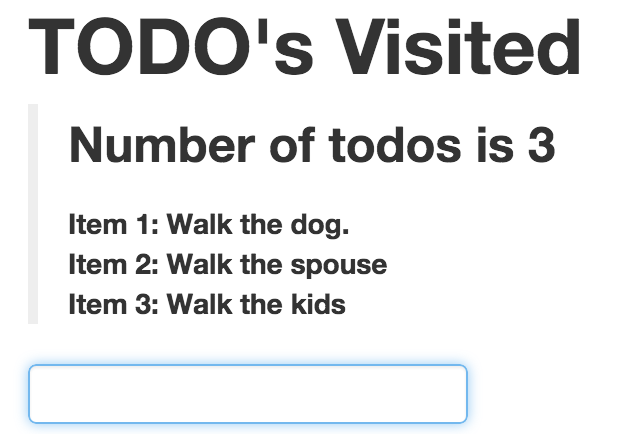 TODO's Visited
Number of todos is 3
Item 1: Walk the dog.
Item 2: Walk the spouse
Item 3: Walk the kids